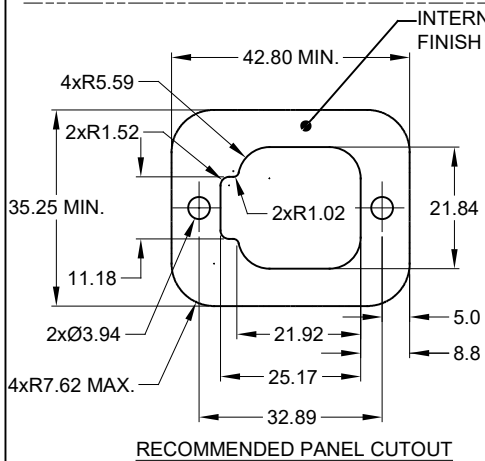 INTERN
FINISH
42.80 MIN.
4xR5.59
2xR1.52
35.25 MIN.
2xR1.02
21.84
11.18
2xØ3.94
21.92
5.0
8.8
25.17
4xR7.62 MAX.
32.89
RECOMMENDED PANEL CUTOUT